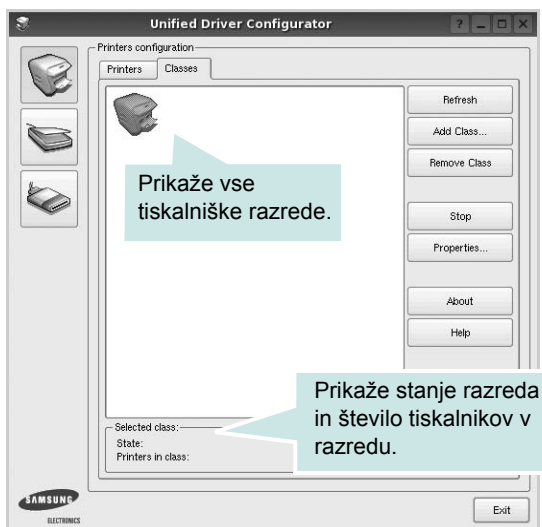 Unified Driver Configurator
Printers configuration
Printers
Classes
Refresh
Add Class...
Remove Class
Prikaže vse
tiskalniške razrede.
Stop
Properties...
About
Help
Prikaže stanje razreda
in število tiskalnikov v
razredu.
Selected class:
State:
Printers in class:
SAMSUNG
ELECTRONICS
Exit